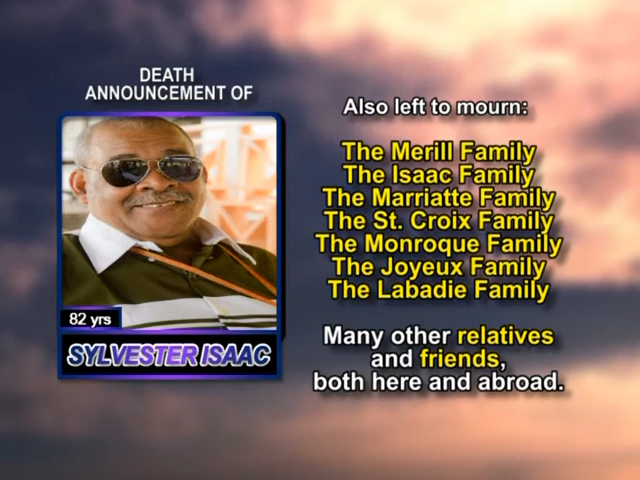 DEATH
ANNOUNCEMENT OF
82 yrs
SYLVESTER ISAAC
Also left to mourn:
The Merill Family
The Isaac Family
The Marriatte Family
The St. Croix Family
The Monroque Family
The Joyeux Family
The Labadie Family
Many other relatives
and friends,
both here and abroad.